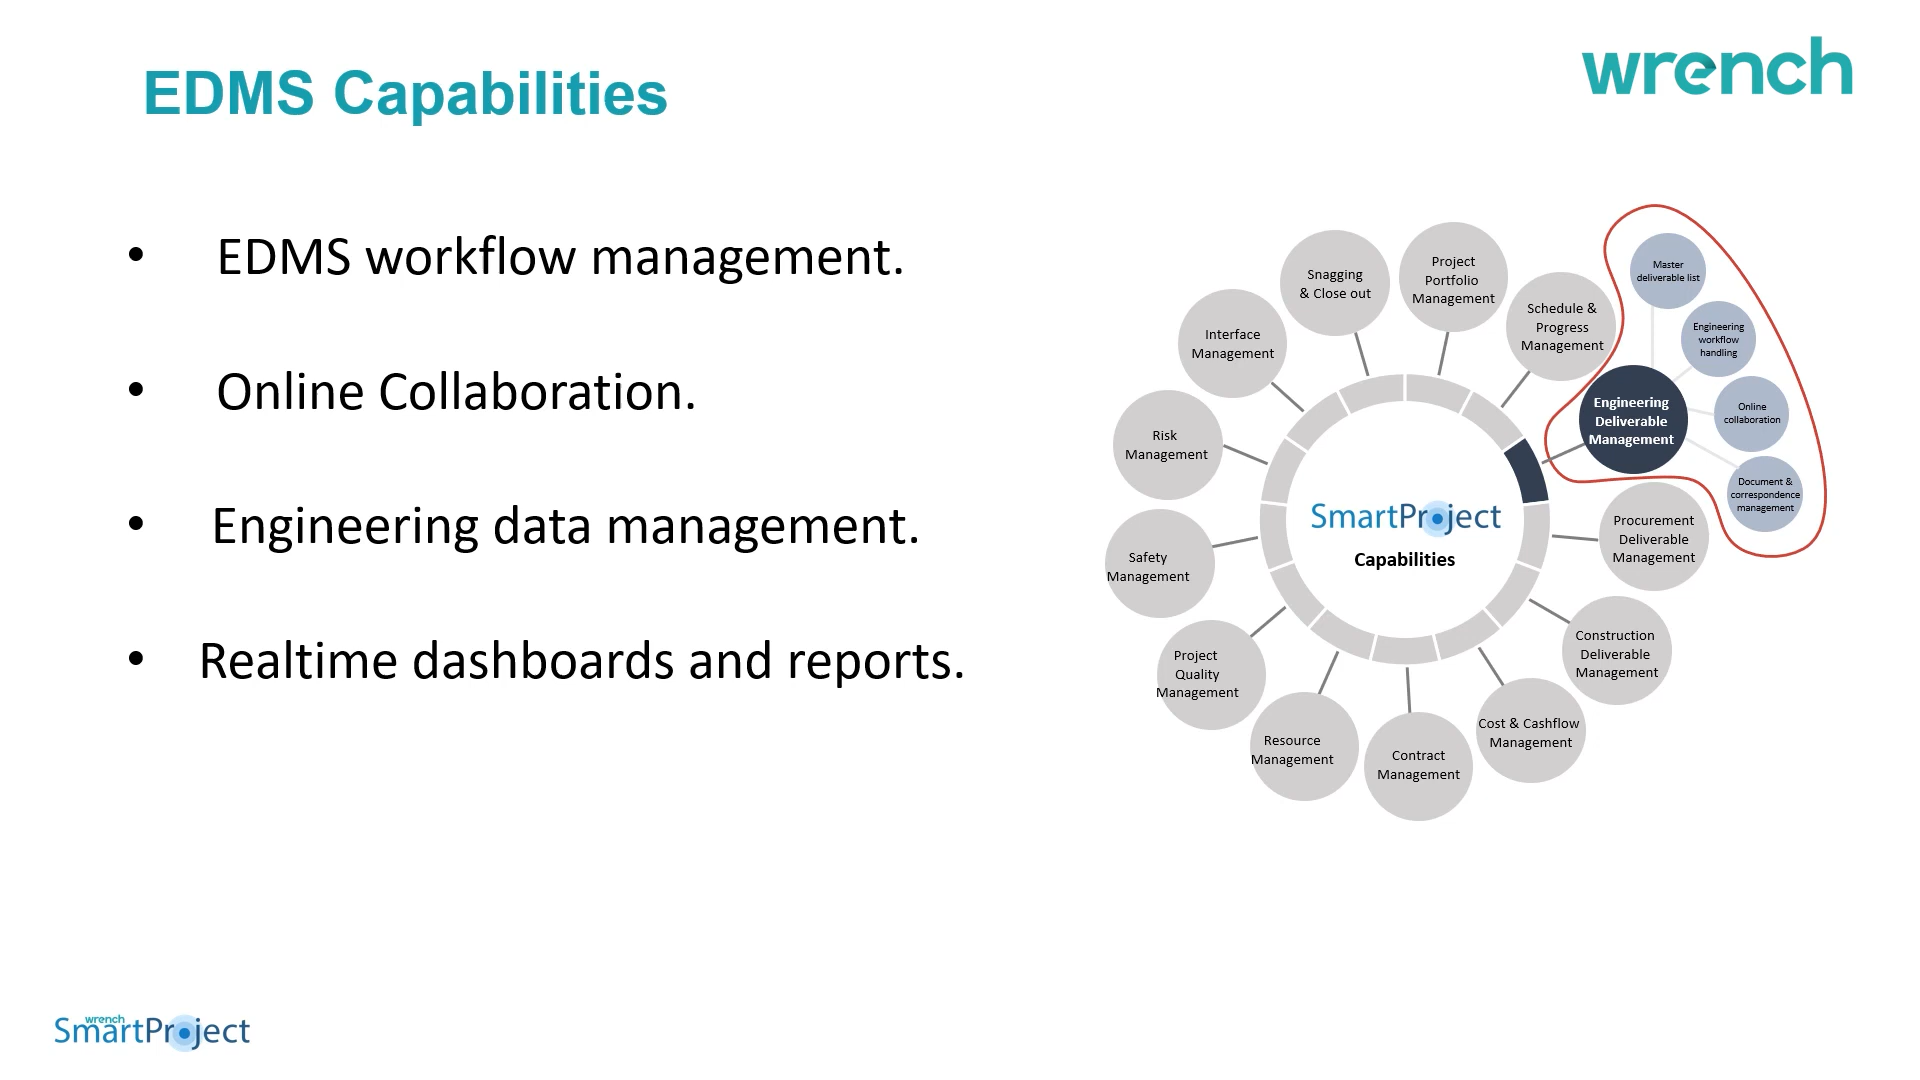 EDMS Capabilities
wrench
• EDMS workflow management.
• Online Collaboration.
• Engineering data management.
• Realtime dashboards and reports.
SmartProject
Capabilities
Snagging
& Close out
Project
Portfolio
Management
Schedule &
Progress
Management
Engineering
Deliverable
Management
Master
deliverable list
Engineering
workflow
handling
Online
collaboration
Document &
correspondence
management
Procurement
Deliverable
Management
Construction
Deliverable
Management
Cost & Cashflow
Management
Contract
Management
Resource
Management
Project
Quality
Management
Safety
Management
Risk
Management
Interface
Management
wrench
SmartProject